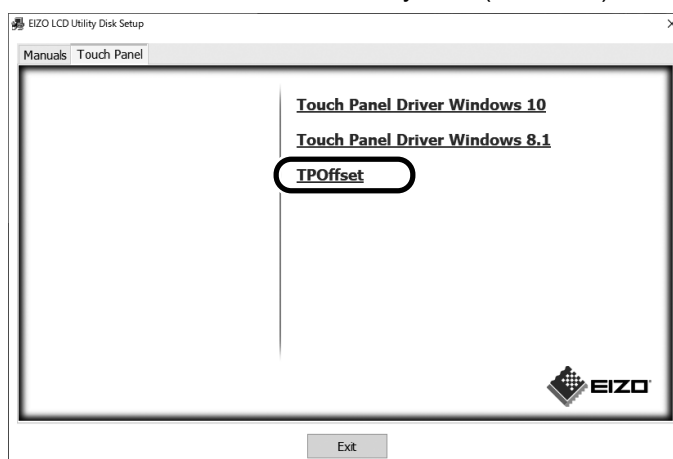 EIZO LCD Utility Disk Setup
Manuals Touch Panel
Touch Panel Driver Windows 10
Touch Panel Driver Windows 8.1
TPOffset
EIZO
Exit